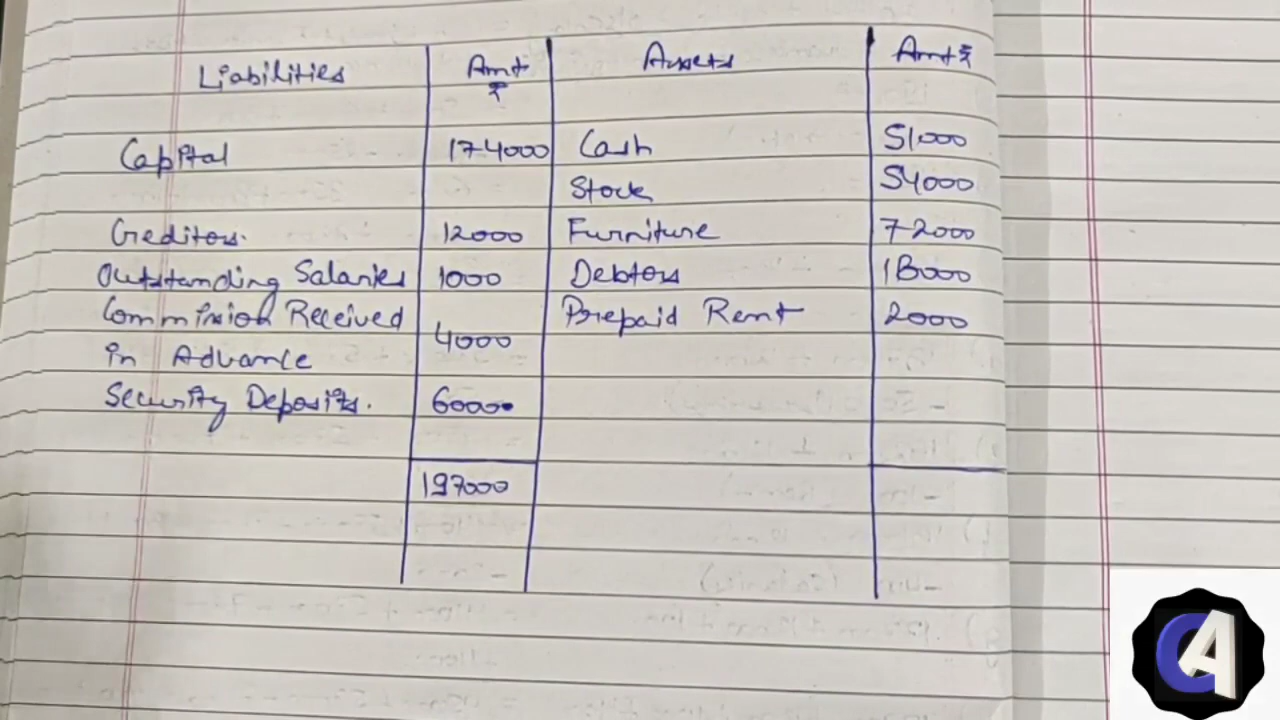 Liabilities Amt ₹ Assets Amt ₹
Capital 174000 Cash 51000
Stock 54000
Creditors. 12000 Furniture 72000
Outstanding Salaries 1000 Debtors 18000
Commission Received 4000 Prepaid Rent 2000
in Advance
Security Deposits. 6000
197000
CA